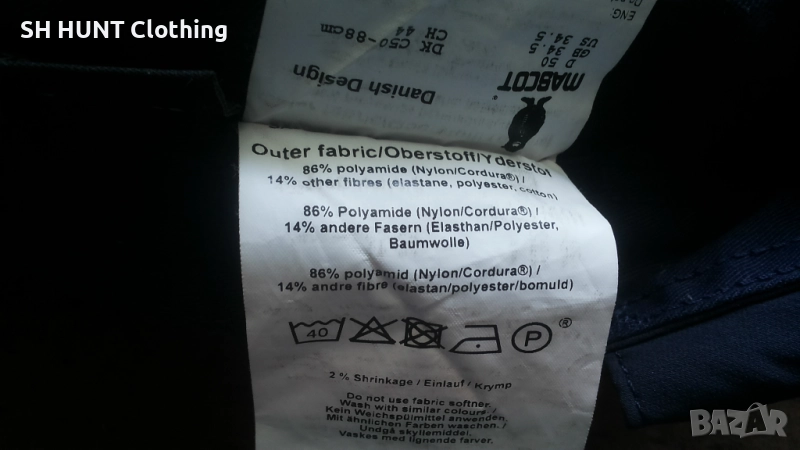 SH HUNT Clothing
ENG:
D 50
GB 34.5
US 34.5
DK C50-88cm
CH 44
MASCOT
Danish Design
Outer fabric/Oberstoff/Yderstof
86% polyamide (Nylon/Cordura®) /
14% other fibres (elastane, polyester, cotton)
86% Polyamide (Nylon/Cordura®) /
14% andere Fasern (Elasthan/Polyester,
Baumwolle)
86% polyamid (Nylon/Cordura®) /
14% andre fibre (elastan/polyester/bomuld)
40
P
®
2 % Shrinkage / Einlauf / Krymp
Do not use fabric softner.
Wash with similar colours /
Kein Weichspülmittel anwenden.
Mit ähnlichen Farben waschen. /
Undgå skyllemiddel.
Vaskes med lignende farver.
BAZAR